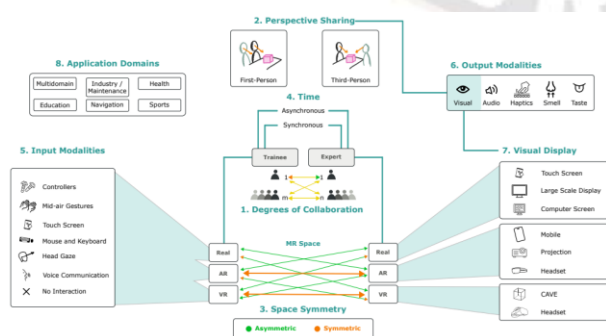 2. Perspective Sharing
First-Person
Third-Person
8. Application Domains
Multidomain
Industry /
Maintenance
Health
Education
Navigation
Sports
4. Time
Asynchronous
Synchronous
Trainee
Expert
1
1
m
n
1. Degrees of Collaboration
6. Output Modalities
Visual
Audio
Haptics
Smell
Taste
5. Input Modalities
Controllers
Mid-air Gestures
Touch Screen
Mouse and Keyboard
Head Gaze
Voice Communication
No Interaction
7. Visual Display
Touch Screen
Large Scale Display
Computer Screen
Mobile
Projection
Headset
CAVE
Headset
MR Space
Real
Real
AR
AR
VR
VR
3. Space Symmetry
Asymmetric
Symmetric